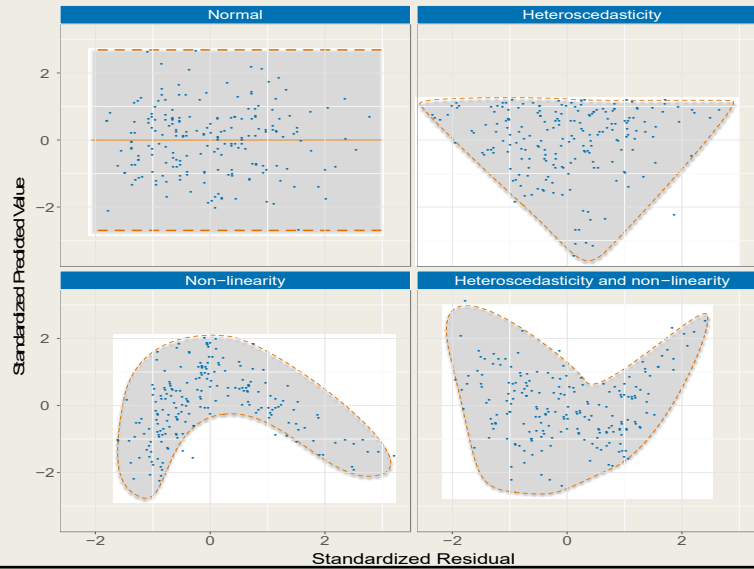 Normal
Heteroscedasticity
Non−linearity
Heteroscedasticity and non−linearity
Standardized Predicted Value
2
0
−2
2
0
−2
−2
0
2
−2
0
2
Standardized Residual